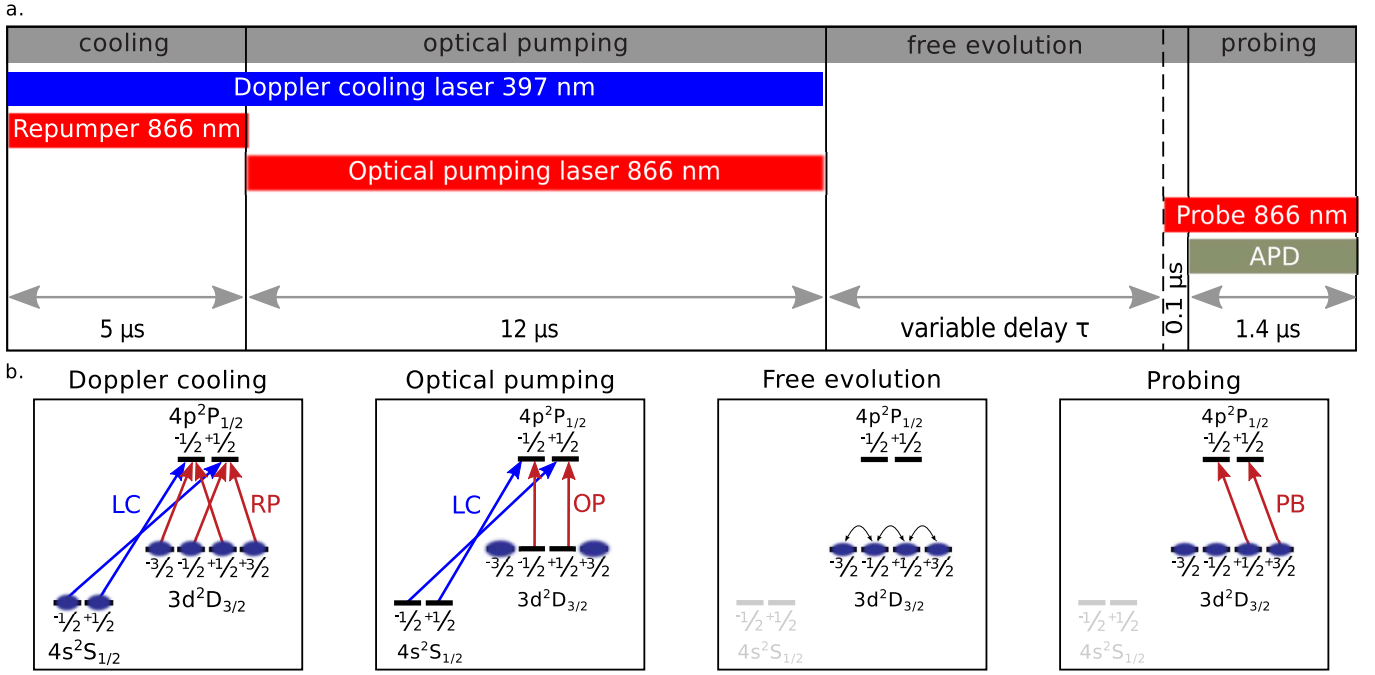 a.
cooling optical pumping free evolution probing
Doppler cooling laser 397 nm
Repumper 866 nm
Optical pumping laser 866 nm
Probe 866 nm
APD
5 μs 12 μs variable delay τ 0.1 μs 1.4 μs
b.
Doppler cooling Optical pumping Free evolution Probing
4p²P₁/₂ 4p²P₁/₂ 4p²P₁/₂ 4p²P₁/₂
-1/2 +1/2 -1/2 +1/2 -1/2 +1/2 -1/2 +1/2
LC RP LC OP PB
-3/2 -1/2 +1/2 +3/2 -3/2 -1/2 +1/2 +3/2 -3/2 -1/2 +1/2 +3/2 -3/2 -1/2 +1/2 +3/2
3d²D₃/₂ 3d²D₃/₂ 3d²D₃/₂ 3d²D₃/₂
-1/2 +1/2 -1/2 +1/2 -1/2 +1/2 -1/2 +1/2
4s²S₁/₂ 4s²S₁/₂ 4s²S₁/₂ 4s²S₁/₂